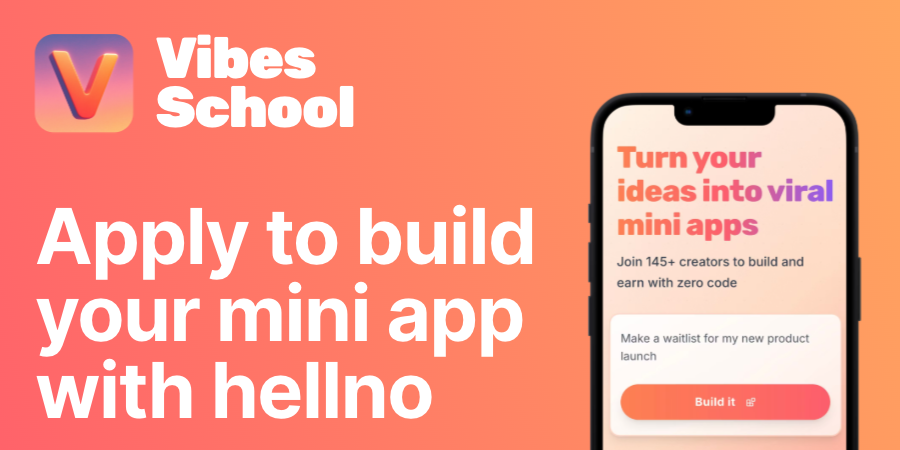 V
Vibes
School
Apply to build
your mini app
with hellno
Turn your
ideas into viral
mini apps
Join 145+ creators to build and
earn with zero code
Make a waitlist for my new product
launch
Build it